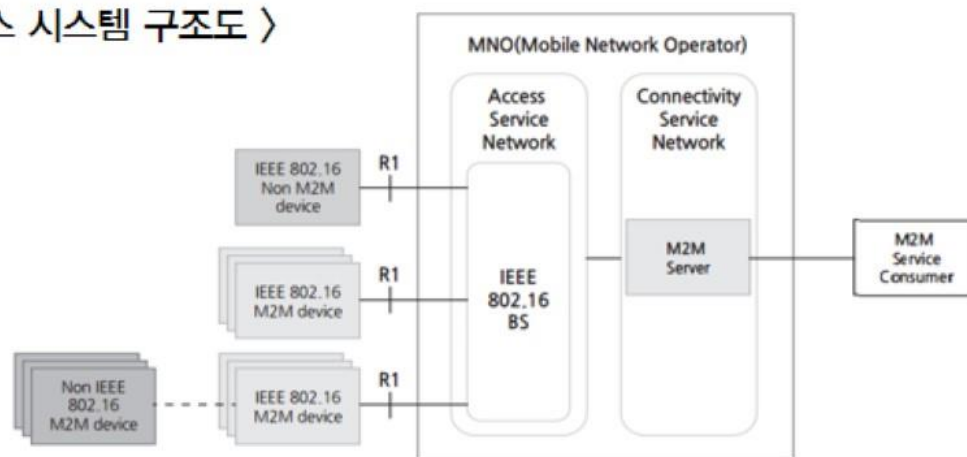 스 시스템 구조도 〉
MNO(Mobile Network Operator)
Access
Service
Network
Connectivity
Service
Network
IEEE 802.16
Non M2M
device
R1
IEEE 802.16
M2M device
R1
Non IEEE
802.16
M2M device
IEEE 802.16
M2M device
R1
IEEE
802.16
BS
M2M
Server
M2M
Service
Consumer